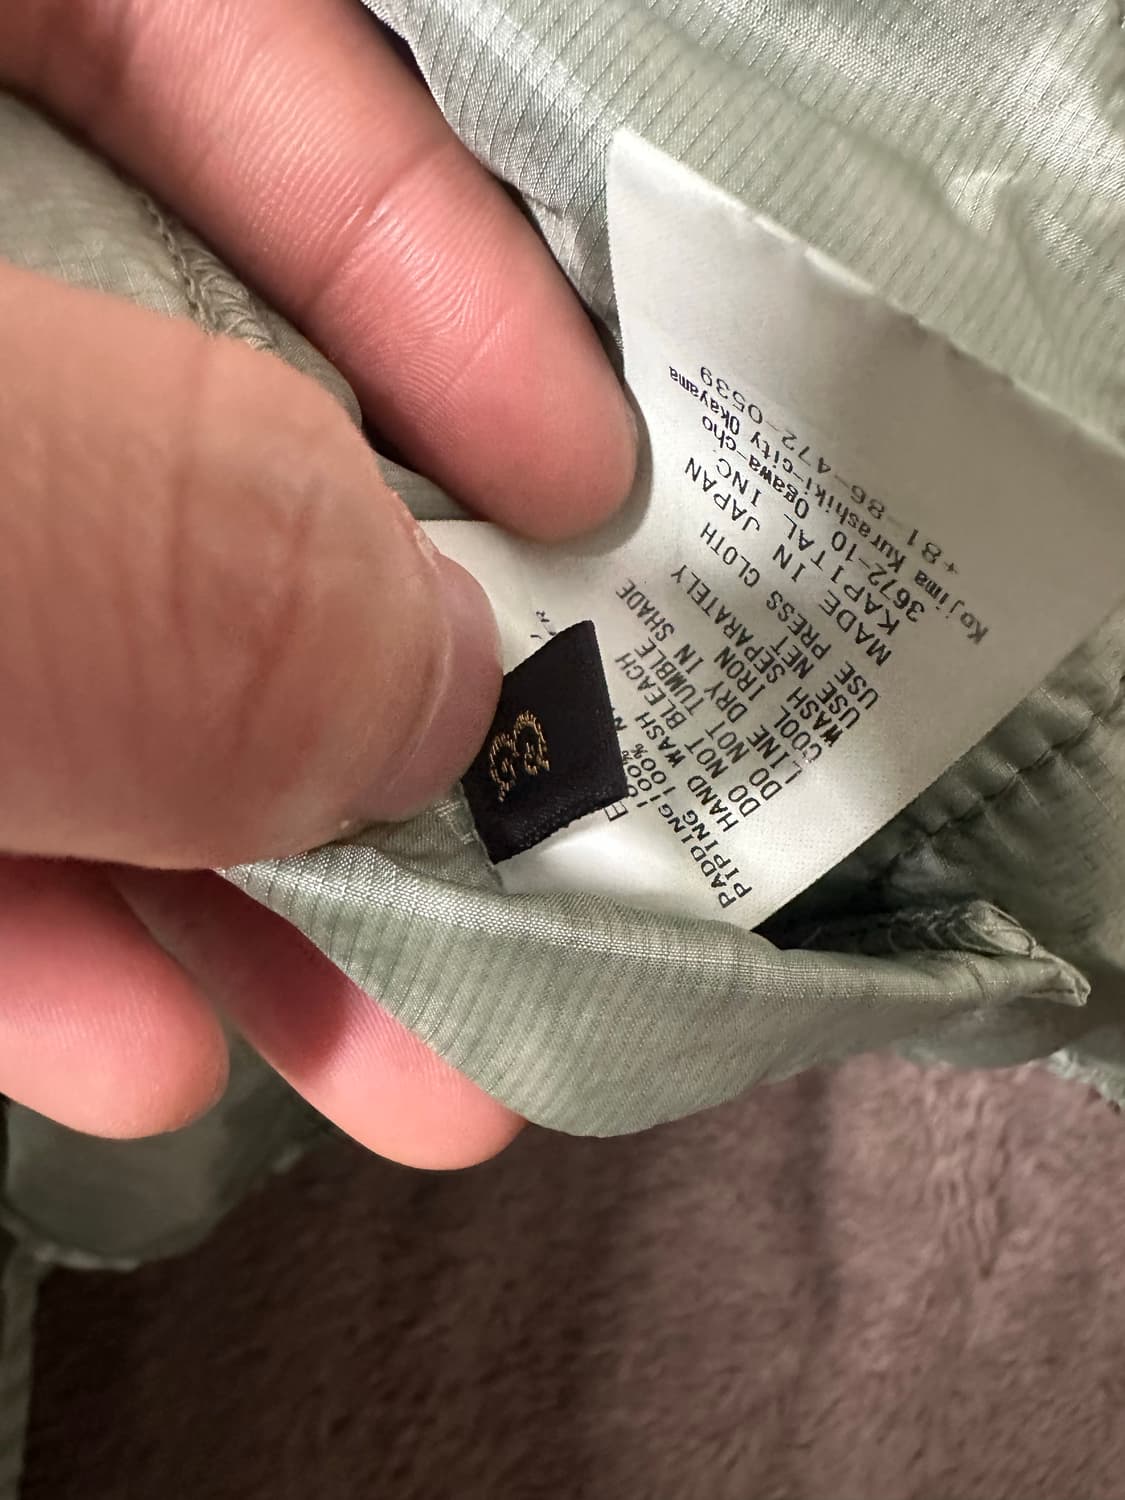 PADDING 100%
PIPING 100%
HAND WASH
DO NOT BLEACH
DO NOT TUMBLE
LINE DRY IN SHADE
COOL IRON
WASH SEPARATELY
USE NET
USE PRESS CLOTH
MADE IN JAPAN
KAPITAL INC
3672-10 Ogawa-cho
Kojima Kurashiki-city Okayama
+81-86-472-0539